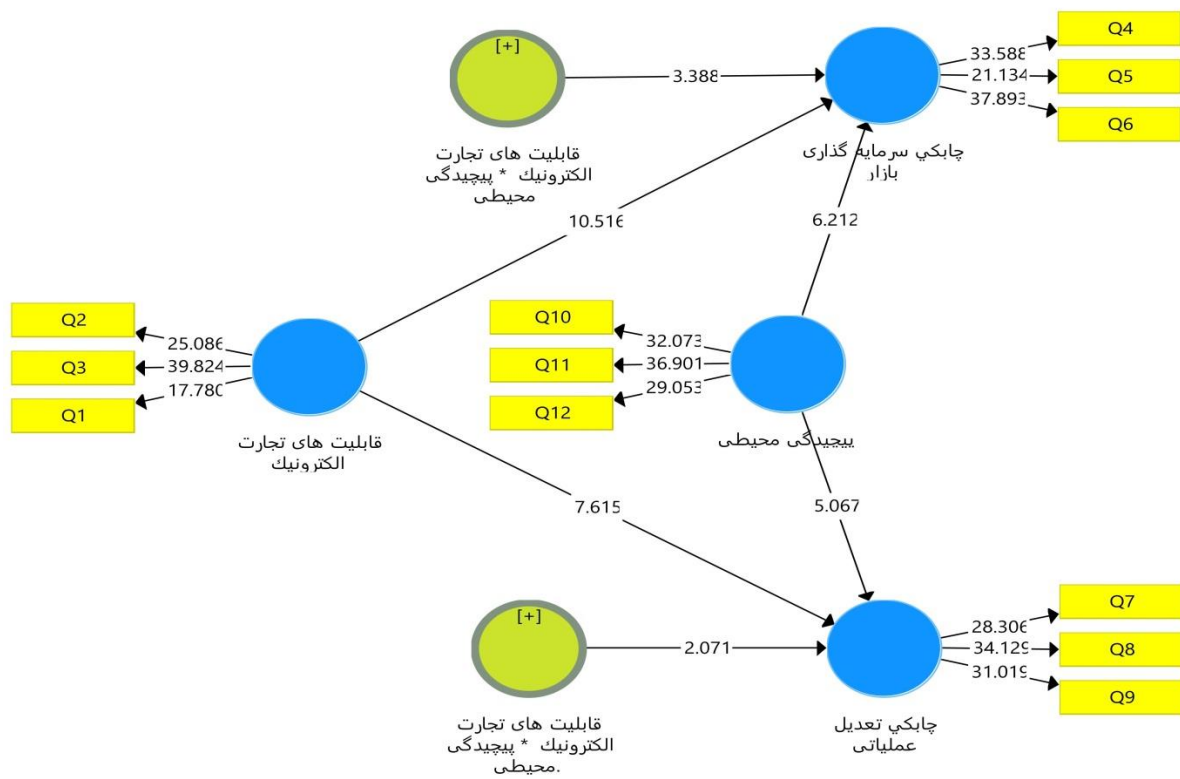 [+]
3.388
33.588
21.134
37.893
Q4
Q5
Q6
قابلیت های تجارت
الکترونیك * پیچیدگی
محیطی
چابکي سرمایه گذاری
بازار
10.516
6.212
Q2
Q3
Q1
25.086
39.824
17.780
Q10
Q11
Q12
32.073
36.901
29.053
قابلیت های تجارت
الکترونیك
پیچیدگی محیطی
7.615
5.067
[+]
2.071
28.306
34.129
31.019
Q7
Q8
Q9
قابلیت های تجارت
الکترونیك * پیچیدگی
محیطی.
چابکي تعدیل
عملیاتی